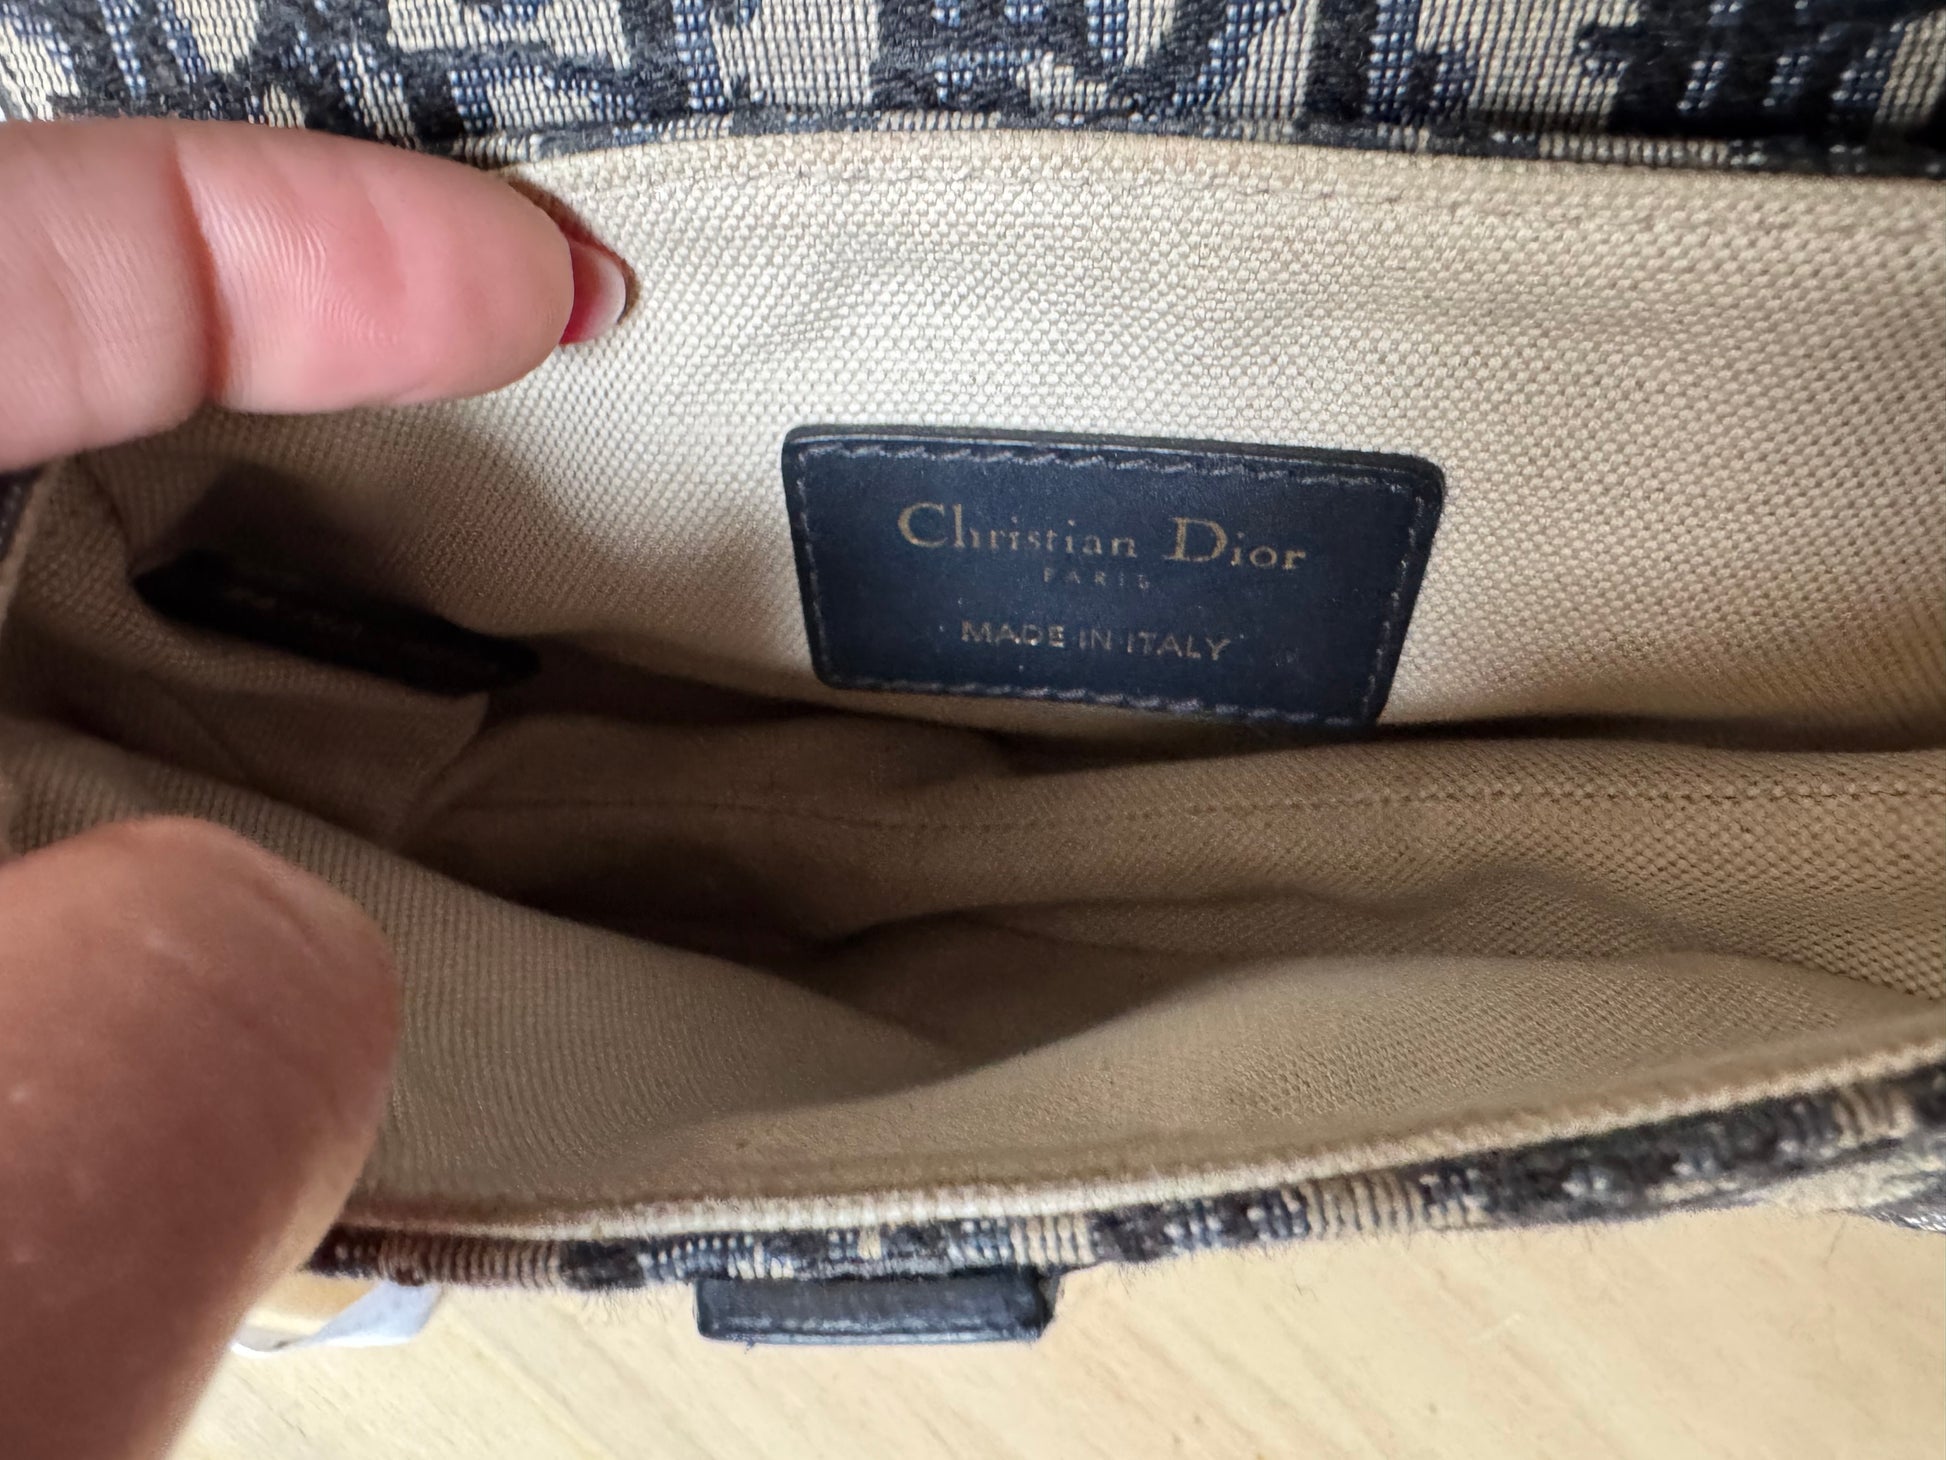 Christian Dior
PARIS
MADE IN ITALY